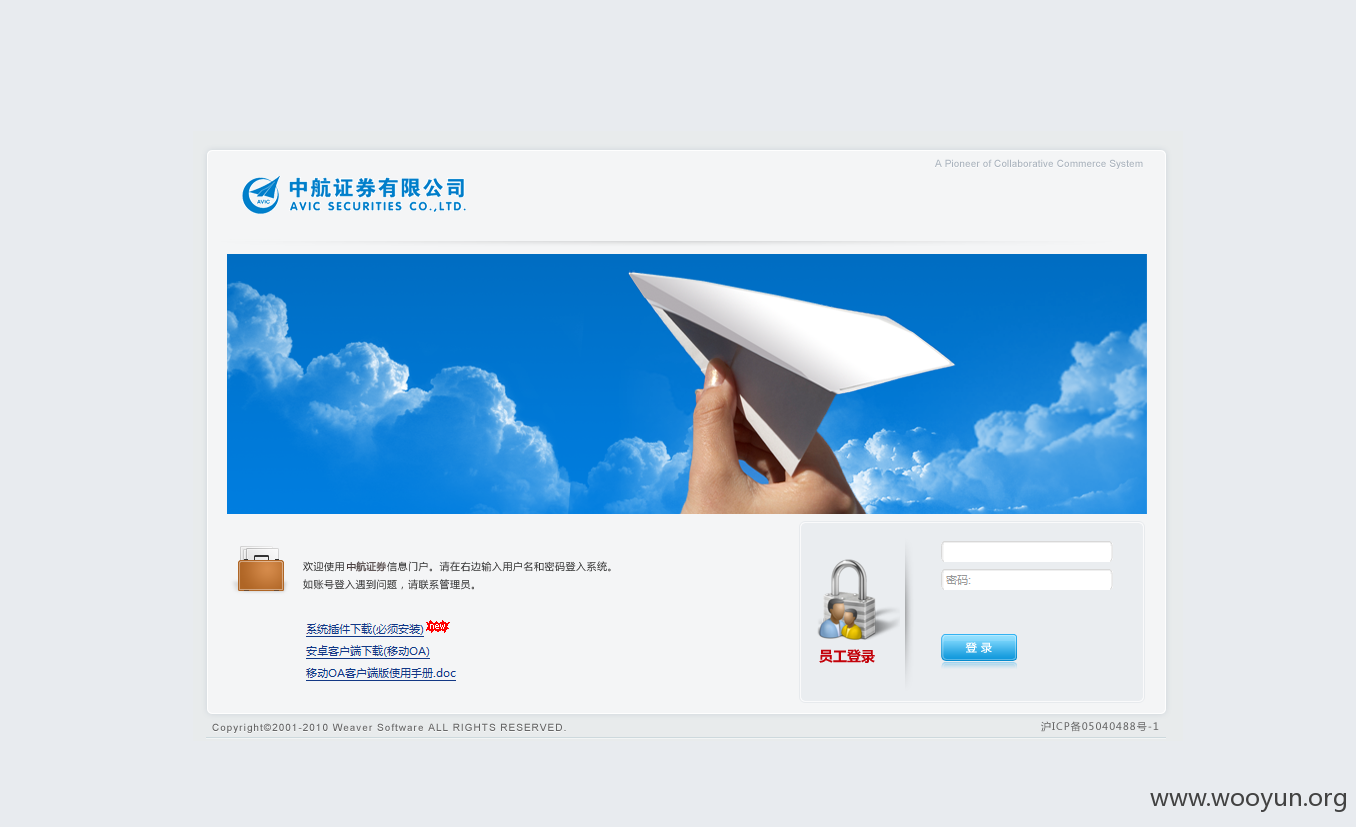 A Pioneer of Collaborative Commerce System
中航证券有限公司
AVIC SECURITIES CO.,LTD.
AVIC
欢迎使用中航证券信息门户。请在右边输入用户名和密码登入系统。
如账号登入遇到问题，请联系管理员。
系统插件下载(必须安装) new
安卓客户端下载(移动OA)
移动OA客户端版使用手册.doc
密码:
登 录
员工登录
Copyright©2001-2010 Weaver Software ALL RIGHTS RESERVED.
沪ICP备05040488号-1
www.wooyun.org